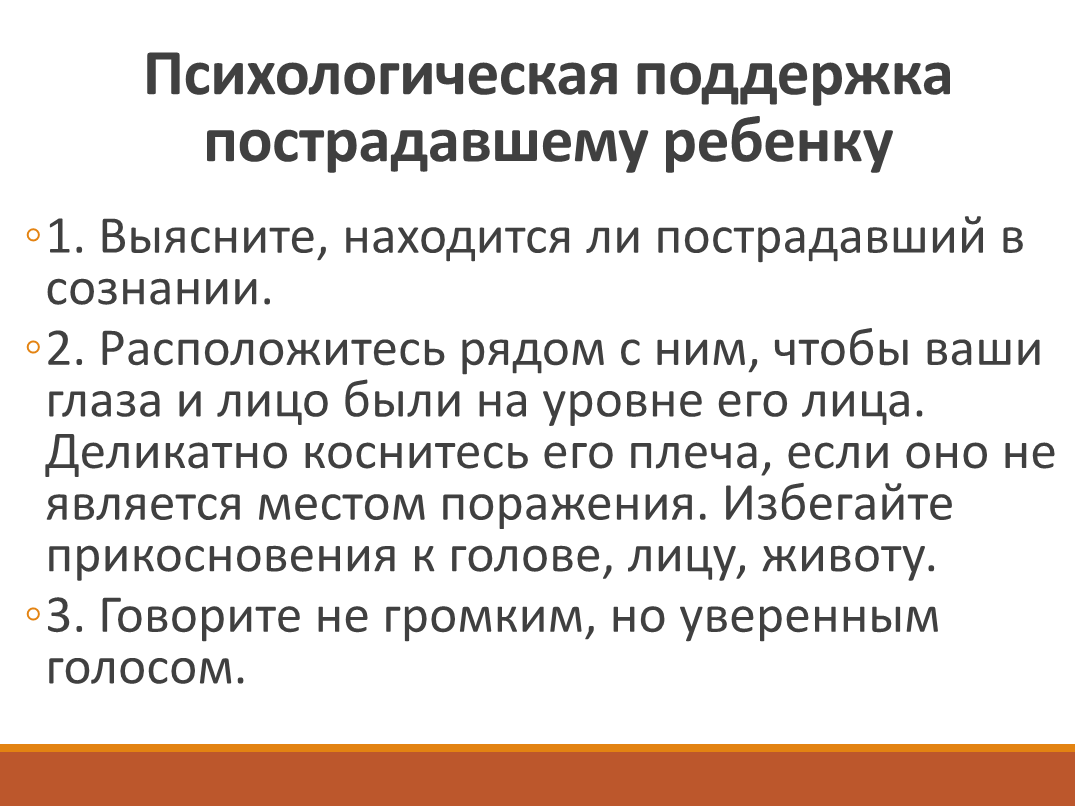 Психологическая поддержка
пострадавшему ребенку
◦1. Выясните, находится ли пострадавший в
сознании.
◦2. Расположитесь рядом с ним, чтобы ваши
глаза и лицо были на уровне его лица.
Деликатно коснитесь его плеча, если оно не
является местом поражения. Избегайте
прикосновения к голове, лицу, животу.
◦3. Говорите не громким, но уверенным
голосом.